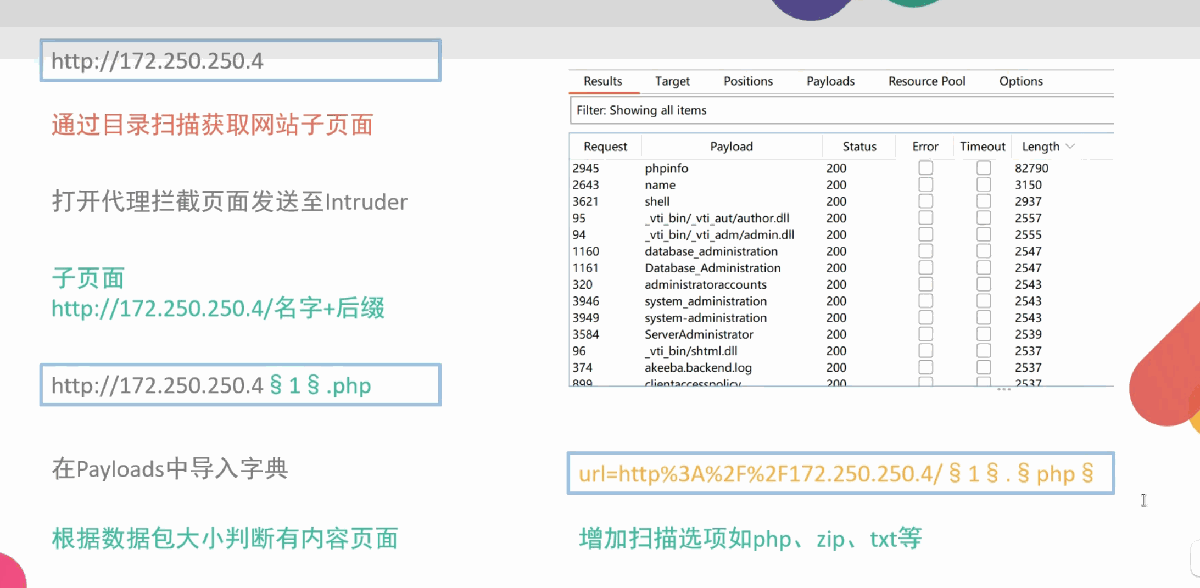 http://172.250.250.4
通过目录扫描获取网站子页面
打开代理拦截页面发送至Intruder
子页面
http://172.250.250.4/名字+后缀
http://172.250.250.4§1§.php
在Payloads中导入字典
根据数据包大小判断有内容页面
Results Target Positions Payloads Resource Pool Options
Filter: Showing all items
Request Payload Status Error Timeout Length
2945 phpinfo 200 82790
2643 name 200 3150
3621 shell 200 2937
95 _vti_bin/_vti_aut/author.dll 200 2557
94 _vti_bin/_vti_adm/admin.dll 200 2555
1160 database_administration 200 2547
1161 Database_Administration 200 2547
320 administratoraccounts 200 2543
3946 system_administration 200 2543
3949 system-administration 200 2543
3584 ServerAdministrator 200 2539
96 _vti_bin/shtml.dll 200 2537
374 akeeba.backend.log 200 2537
899 clientaccesspolicy 200 2537
url=http%3A%2F%2F172.250.250.4/§1§.§php§
增加扫描选项如php、zip、txt等